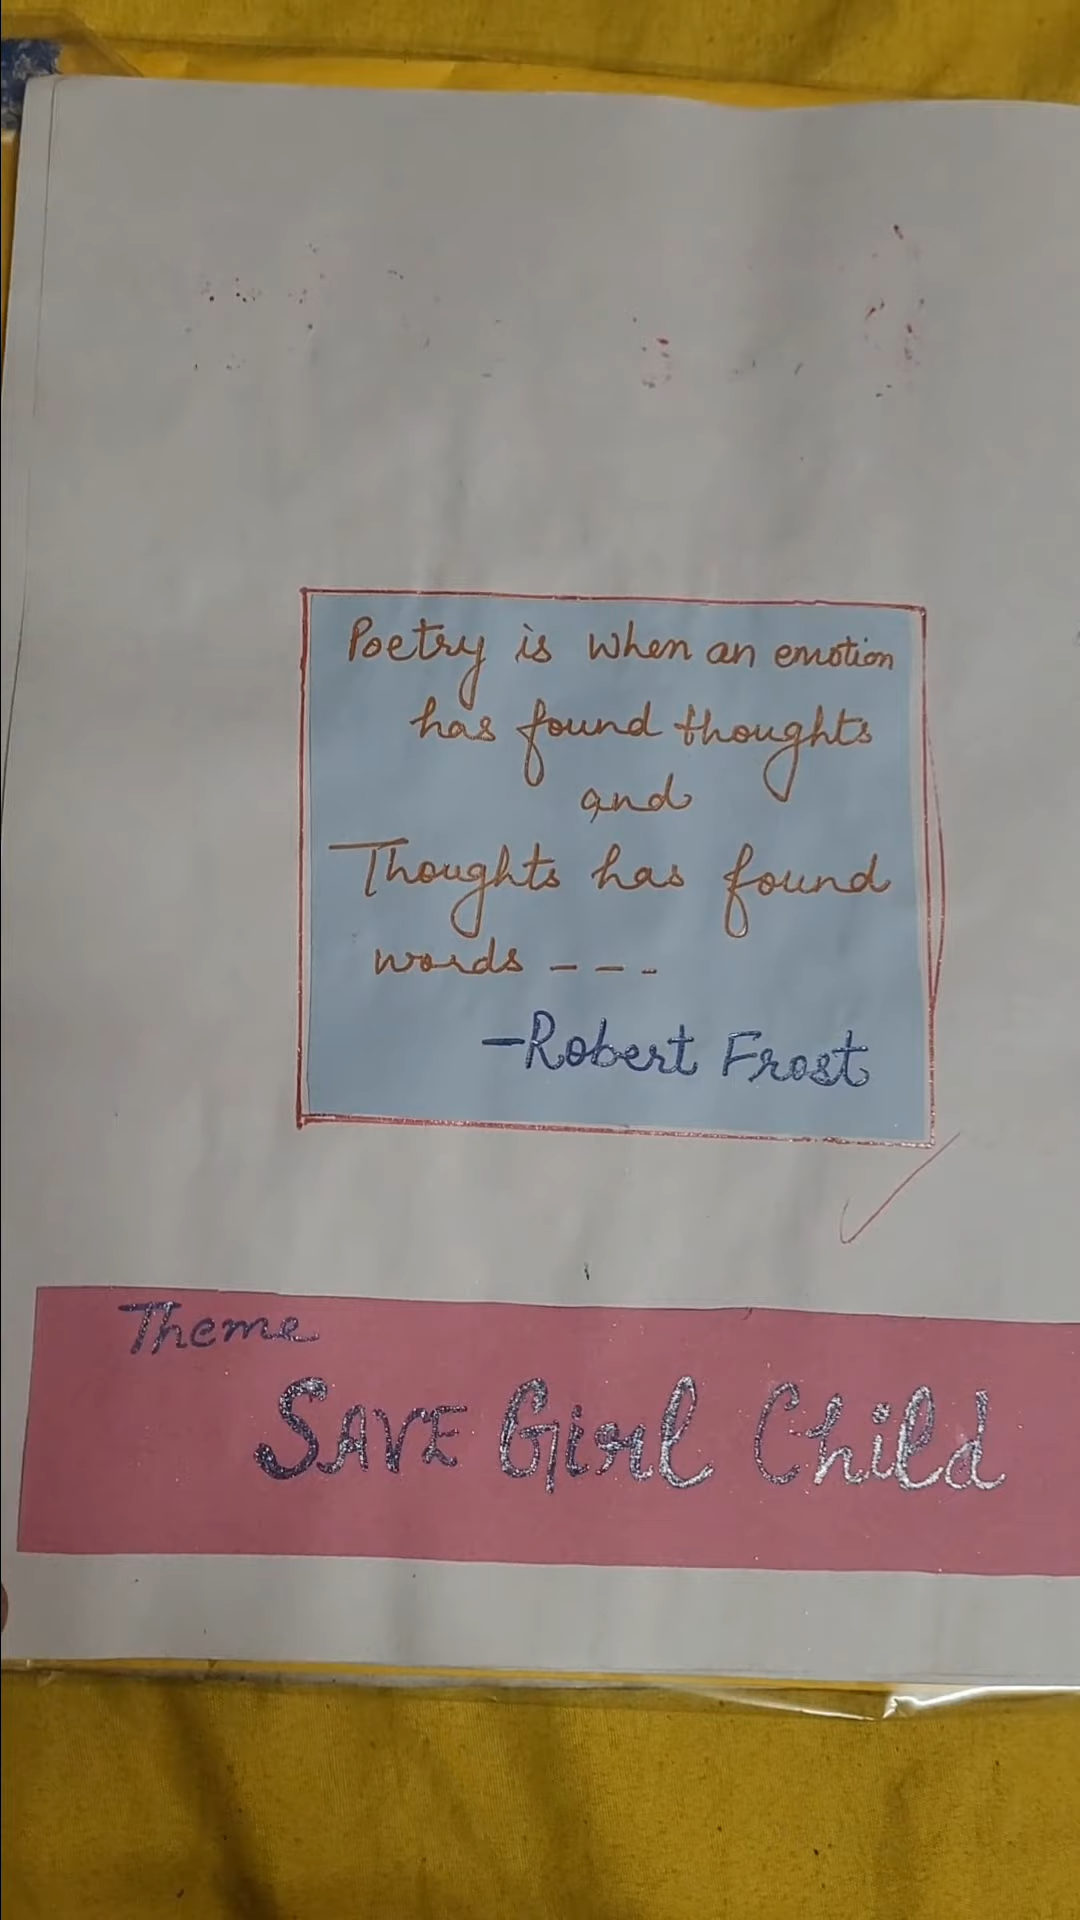 Poetry is when an emotion
has found thoughts
and
Thoughts has found
words - - -
-Robert Frost
Theme
SAVE Girl Child